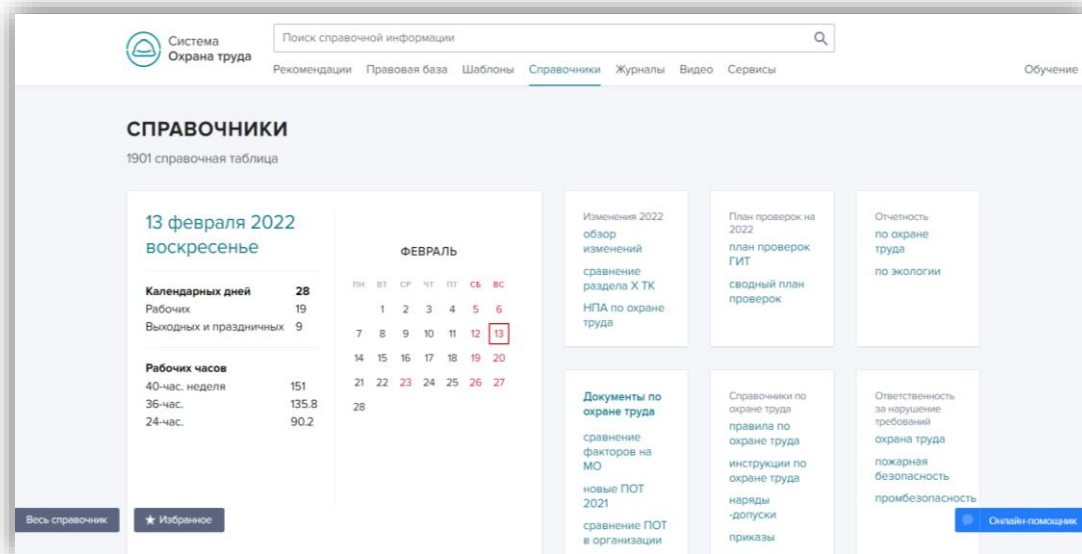 Система
Охрана труда
Поиск справочной информации
Рекомендации Правовая база Шаблоны Справочники Журналы Видео Сервисы Обучение
СПРАВОЧНИКИ
1901 справочная таблица
13 февраля 2022
воскресенье
Календарных дней 28
Рабочих 19
Выходных и праздничных 9
Рабочих часов
40-час. неделя 151
36-час. 135.8
24-час. 90.2
ФЕВРАЛЬ
ПН ВТ СР ЧТ ПТ СБ ВС
1 2 3 4 5 6
7 8 9 10 11 12 13
14 15 16 17 18 19 20
21 22 23 24 25 26 27
28
Изменения 2022
обзор
изменений
сравнение
раздела X ТК
НПА по охране
труда
План проверок на
2022
план проверок
ГИТ
сводный план
проверок
Отчетность
по охране
труда
по экологии
Документы по
охране труда
сравнение
факторов на
МО
новые ПОТ
2021
сравнение ПОТ
в организации
Справочники по
охране труда
правила по
охране труда
инструкции по
охране труда
наряды
-допуски
приказы
Ответственность
за нарушение
требований
охрана труда
пожарная
безопасность
промбезопасность
Весь справочник
★ Избранное
Онлайн-помощник